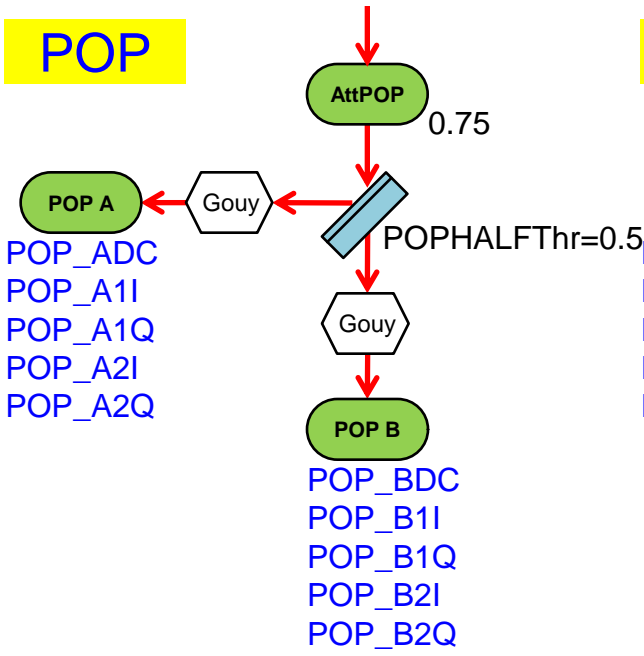 POP
AttPOP
0.75
POP A
Gouy
POPHALFThr=0.5
POP_ADC
POP_A1I
POP_A1Q
POP_A2I
POP_A2Q
Gouy
POP B
POP_BDC
POP_B1I
POP_B1Q
POP_B2I
POP_B2Q